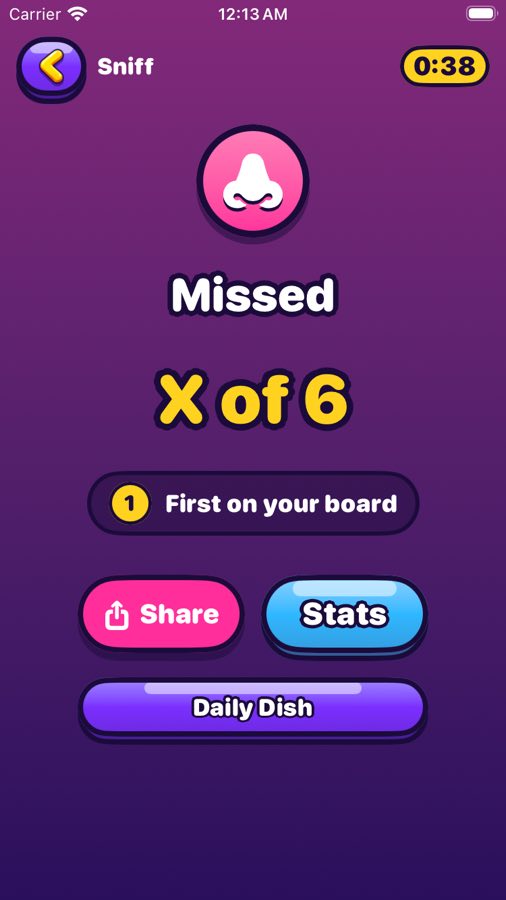 Carrier 12:13 AM
Sniff 0:38
Missed
X of 6
1 First on your board
Share Stats
Daily Dish